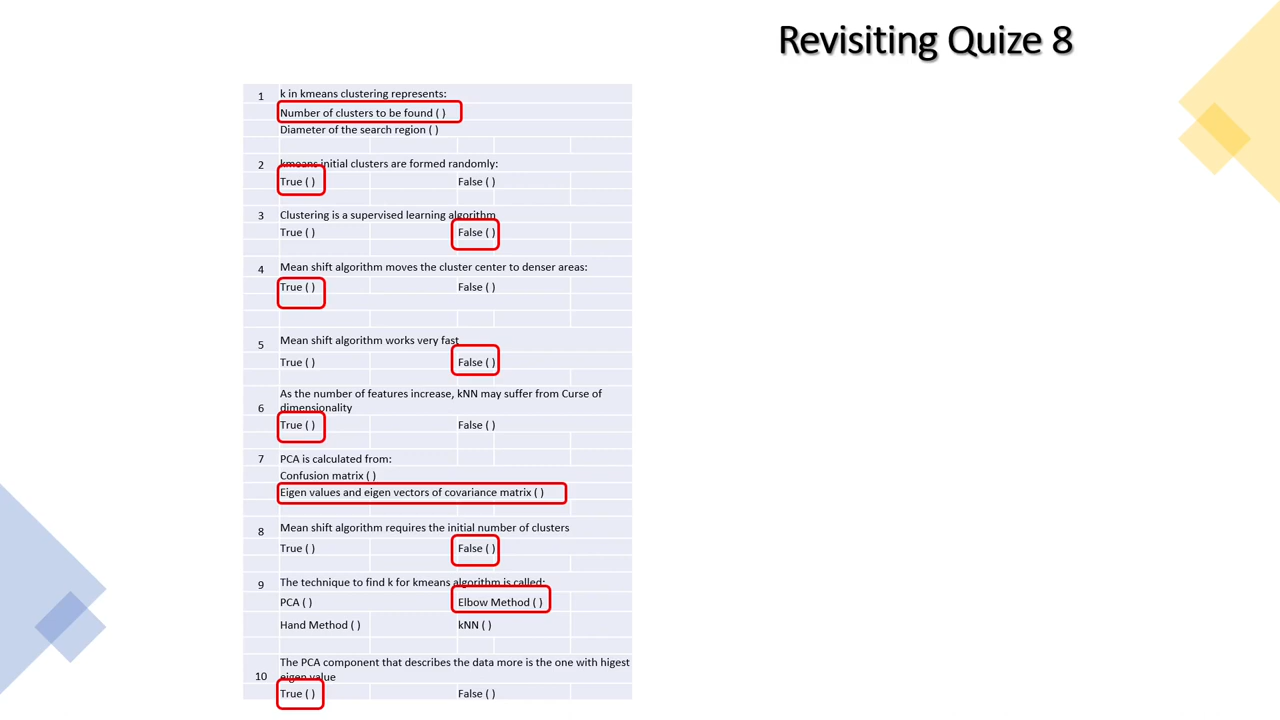 Revisiting Quize 8
1 k in kmeans clustering represents:
Number of clusters to be found ( )
Diameter of the search region ( )
2 kmeans initial clusters are formed randomly:
True ( ) False ( )
3 Clustering is a supervised learning algorithm
True ( ) False ( )
4 Mean shift algorithm moves the cluster center to denser areas:
True ( ) False ( )
5 Mean shift algorithm works very fast
True ( ) False ( )
As the number of features increase, kNN may suffer from Curse of
6 dimensionality
True ( ) False ( )
7 PCA is calculated from:
Confusion matrix ( )
Eigen values and eigen vectors of covariance matrix ( )
8 Mean shift algorithm requires the initial number of clusters
True ( ) False ( )
9 The technique to find k for kmeans algorithm is called:
PCA ( ) Elbow Method ( )
Hand Method ( ) kNN ( )
The PCA component that describes the data more is the one with higest
10 eigen value
True ( ) False ( )